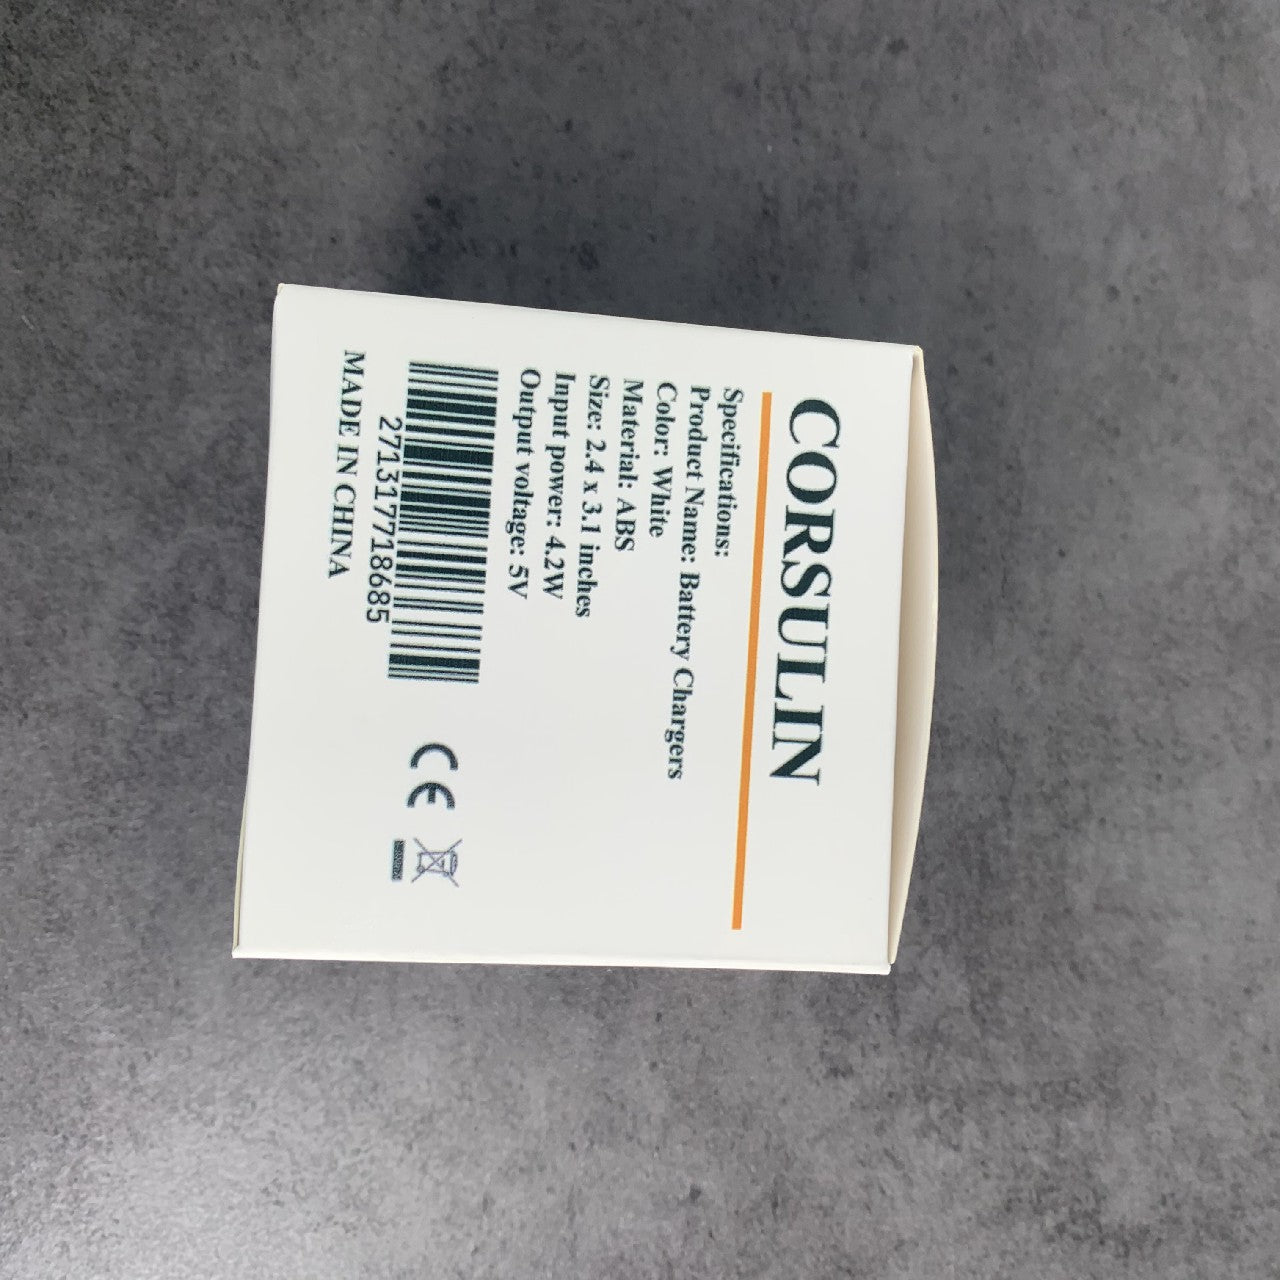 CORSULIN
Specifications:
Product Name: Battery Chargers
Color: White
Material: ABS
Size: 2.4 x 3.1 inches
Input power: 4.2W
Output voltage: 5V
271317718685
MADE IN CHINA
CE